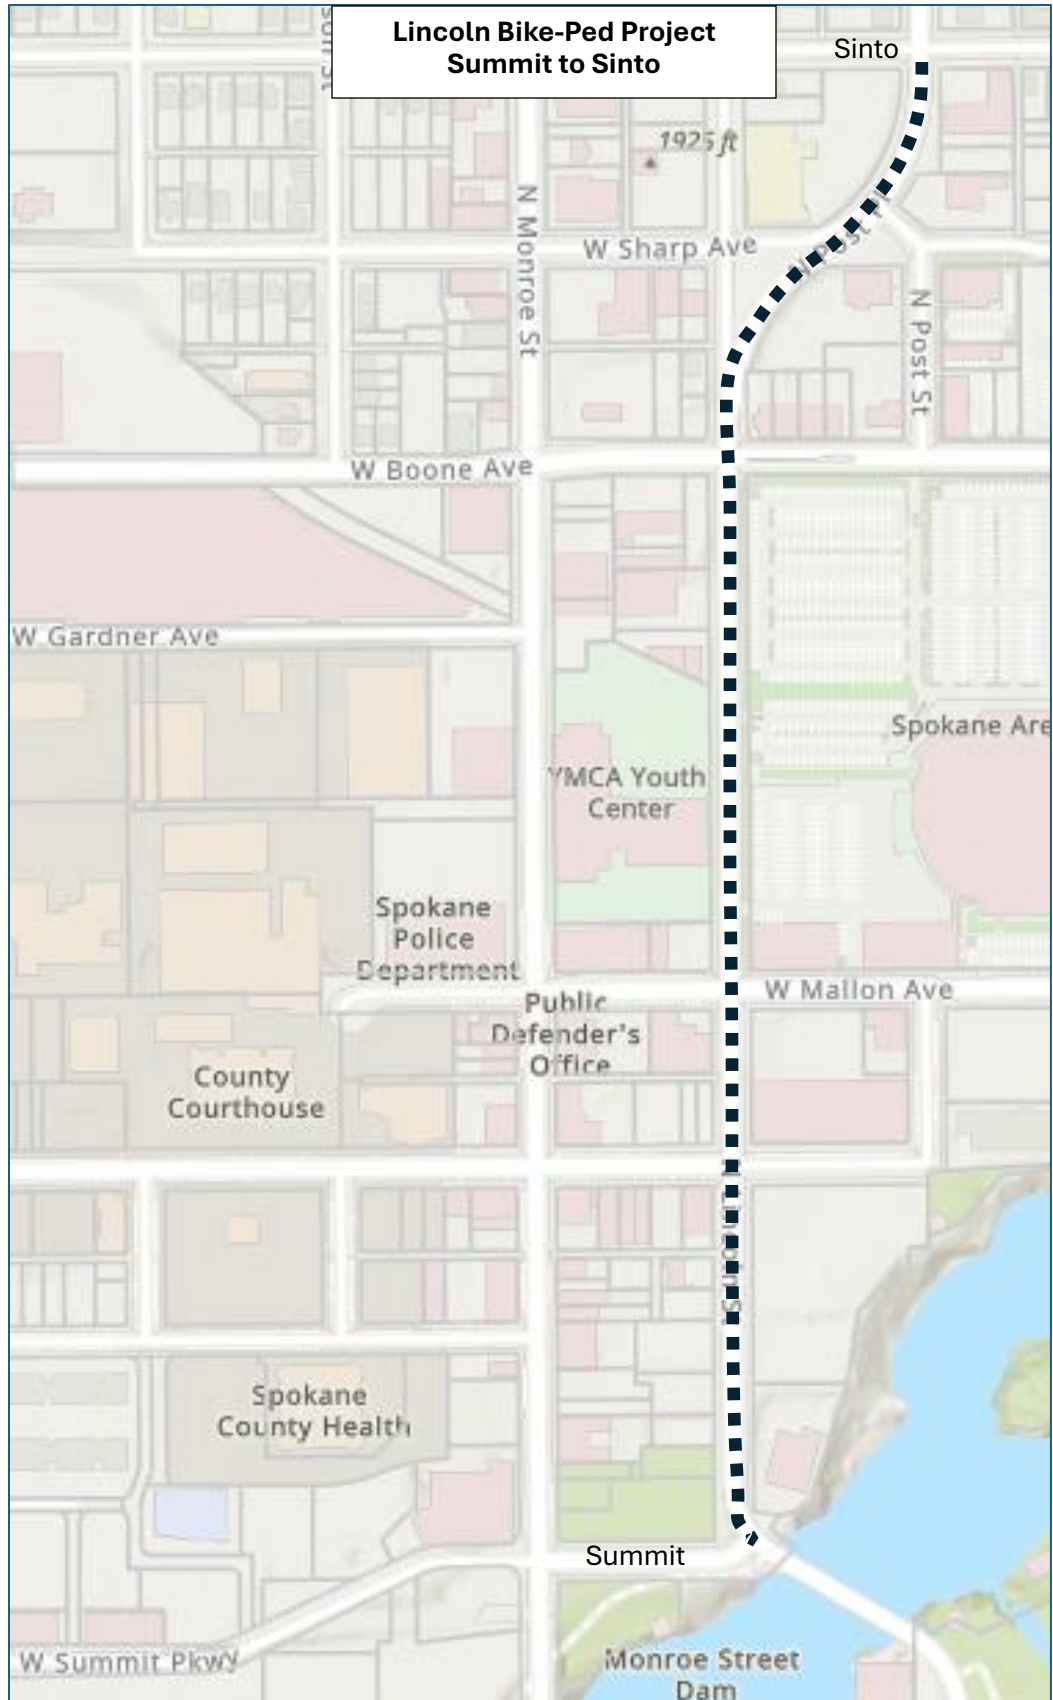 Lincoln Bike-Ped Project
Summit to Sinto
Sinto
1925 ft
N Monroe St
W Sharp Ave
N Post St
W Boone Ave
W Gardner Ave
Spokane Are
YMCA Youth
Center
Spokane
Police
Department
W Mallon Ave
Public
Defender's
Office
County
Courthouse
N Lincoln St
Spokane
County Health
Summit
W Summit Pkwy
Monroe Street
Dam